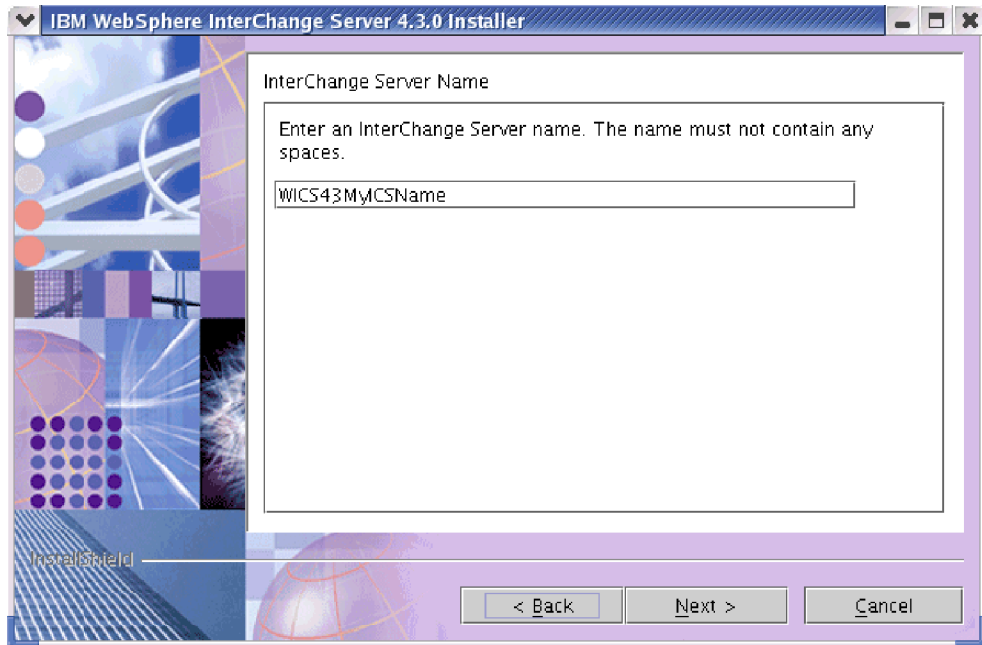 IBM WebSphere InterChange Server 4.3.0 Installer
InterChange Server Name
Enter an InterChange Server name. The name must not contain any
spaces.
WICS43MyICSName
InstallShield
< Back
Next >
Cancel